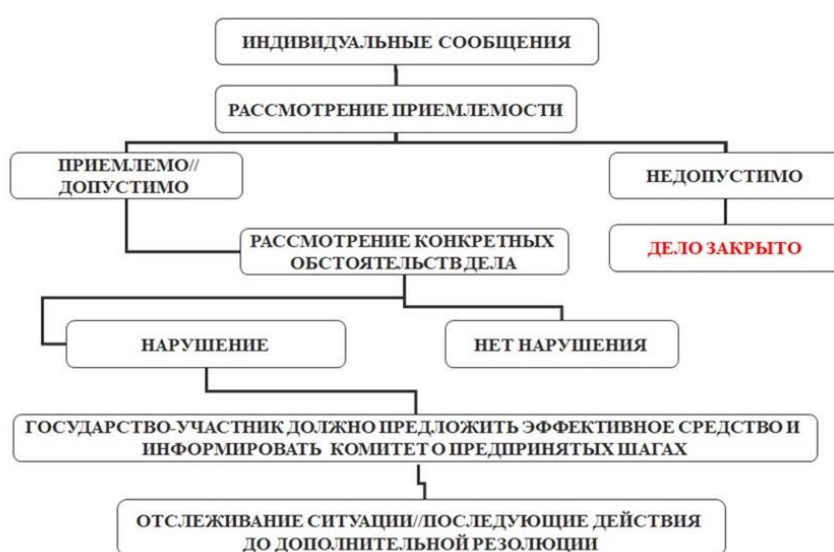 ИНДИВИДУАЛЬНЫЕ СООБЩЕНИЯ
РАССМОТРЕНИЕ ПРИЕМЛЕМОСТИ
ПРИЕМЛЕМО//
ДОПУСТИМО
НЕДОПУСТИМО
РАССМОТРЕНИЕ КОНКРЕТНЫХ
ОБСТОЯТЕЛЬСТВ ДЕЛА
ДЕЛО ЗАКРЫТО
НАРУШЕНИЕ
НЕТ НАРУШЕНИЯ
ГОСУДАРСТВО-УЧАСТНИК ДОЛЖНО ПРЕДЛОЖИТЬ ЭФФЕКТИВНОЕ СРЕДСТВО И
ИНФОРМИРОВАТЬ КОМИТЕТ О ПРЕДПРИНЯТЫХ ШАГАХ
ОТСЛЕЖИВАНИЕ СИТУАЦИИ//ПОСЛЕДУЮЩИЕ ДЕЙСТВИЯ
ДО ДОПОЛНИТЕЛЬНОЙ РЕЗОЛЮЦИИ